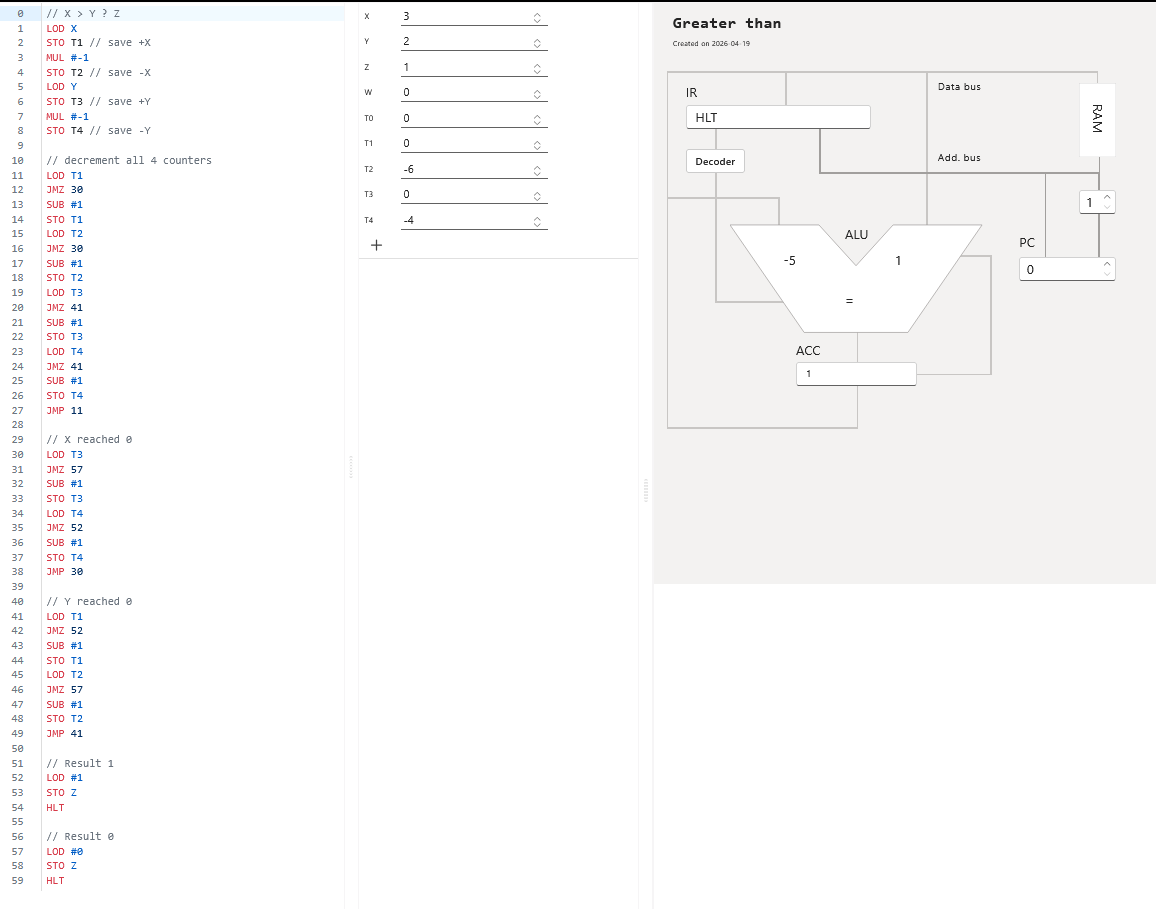 0 // X > Y ? Z
1 LOD X
2 STO T1 // save +X
3 MUL #-1
4 STO T2 // save -X
5 LOD Y
6 STO T3 // save +Y
7 MUL #-1
8 STO T4 // save -Y
9
10 // decrement all 4 counters
11 LOD T1
12 JMZ 30
13 SUB #1
14 STO T1
15 LOD T2
16 JMZ 30
17 SUB #1
18 STO T2
19 LOD T3
20 JMZ 41
21 SUB #1
22 STO T3
23 LOD T4
24 JMZ 41
25 SUB #1
26 STO T4
27 JMP 11
28
29 // X reached 0
30 LOD T3
31 JMZ 57
32 SUB #1
33 STO T3
34 LOD T4
35 JMZ 52
36 SUB #1
37 STO T4
38 JMP 30
39
40 // Y reached 0
41 LOD T1
42 JMZ 52
43 SUB #1
44 STO T1
45 LOD T2
46 JMZ 57
47 SUB #1
48 STO T2
49 JMP 41
50
51 // Result 1
52 LOD #1
53 STO Z
54 HLT
55
56 // Result 0
57 LOD #0
58 STO Z
59 HLT
X 3
Y 2
Z 1
W 0
T0 0
T1 0
T2 -6
T3 0
T4 -4
+
Greater than
Created on 2026-04-19
Data bus
IR
HLT
RAM
Decoder
Add. bus
1
ALU
PC
-5 1
0
=
ACC
1